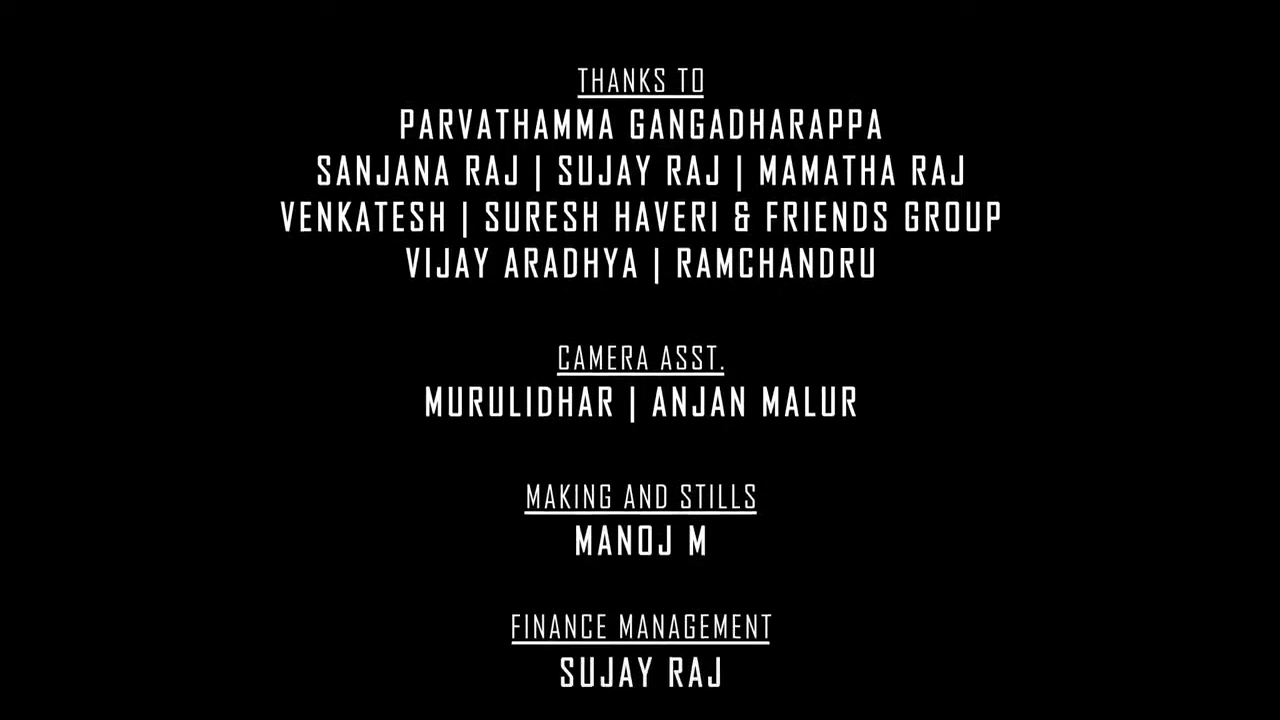 THANKS TO
PARVATHAMMA GANGADHARAPPA
SANJANA RAJ | SUJAY RAJ | MAMATHA RAJ
VENKATESH | SURESH HAVERI & FRIENDS GROUP
VIJAY ARADHYA | RAMCHANDRU
CAMERA ASST.
MURULIDHAR | ANJAN MALUR
MAKING AND STILLS
MANOJ M
FINANCE MANAGEMENT
SUJAY RAJ